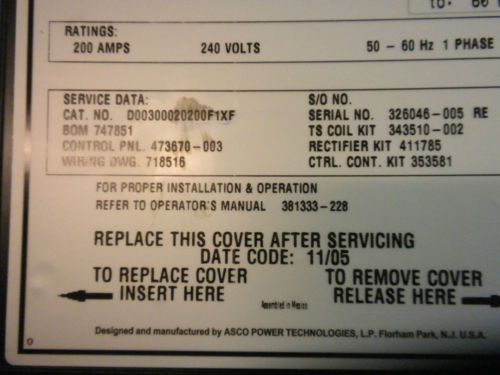 to: 60
RATINGS:
200 AMPS 240 VOLTS 50 - 60 Hz 1 PHASE
SERVICE DATA: S/O NO.
CAT. NO. D00300020200F1XF SERIAL NO. 326046-005 RE
BOM 747851 TS COIL KIT 343510-002
CONTROL PNL. 473670-003 RECTIFIER KIT 411785
WIRING DWG. 718516 CTRL. CONT. KIT 353581
FOR PROPER INSTALLATION & OPERATION
REFER TO OPERATOR'S MANUAL 381333-228
REPLACE THIS COVER AFTER SERVICING
DATE CODE: 11/05
TO REPLACE COVER TO REMOVE COVER
INSERT HERE RELEASE HERE
Assembled in Mexico
Designed and manufactured by ASCO POWER TECHNOLOGIES, L.P. Florham Park, N.J. U.S.A.